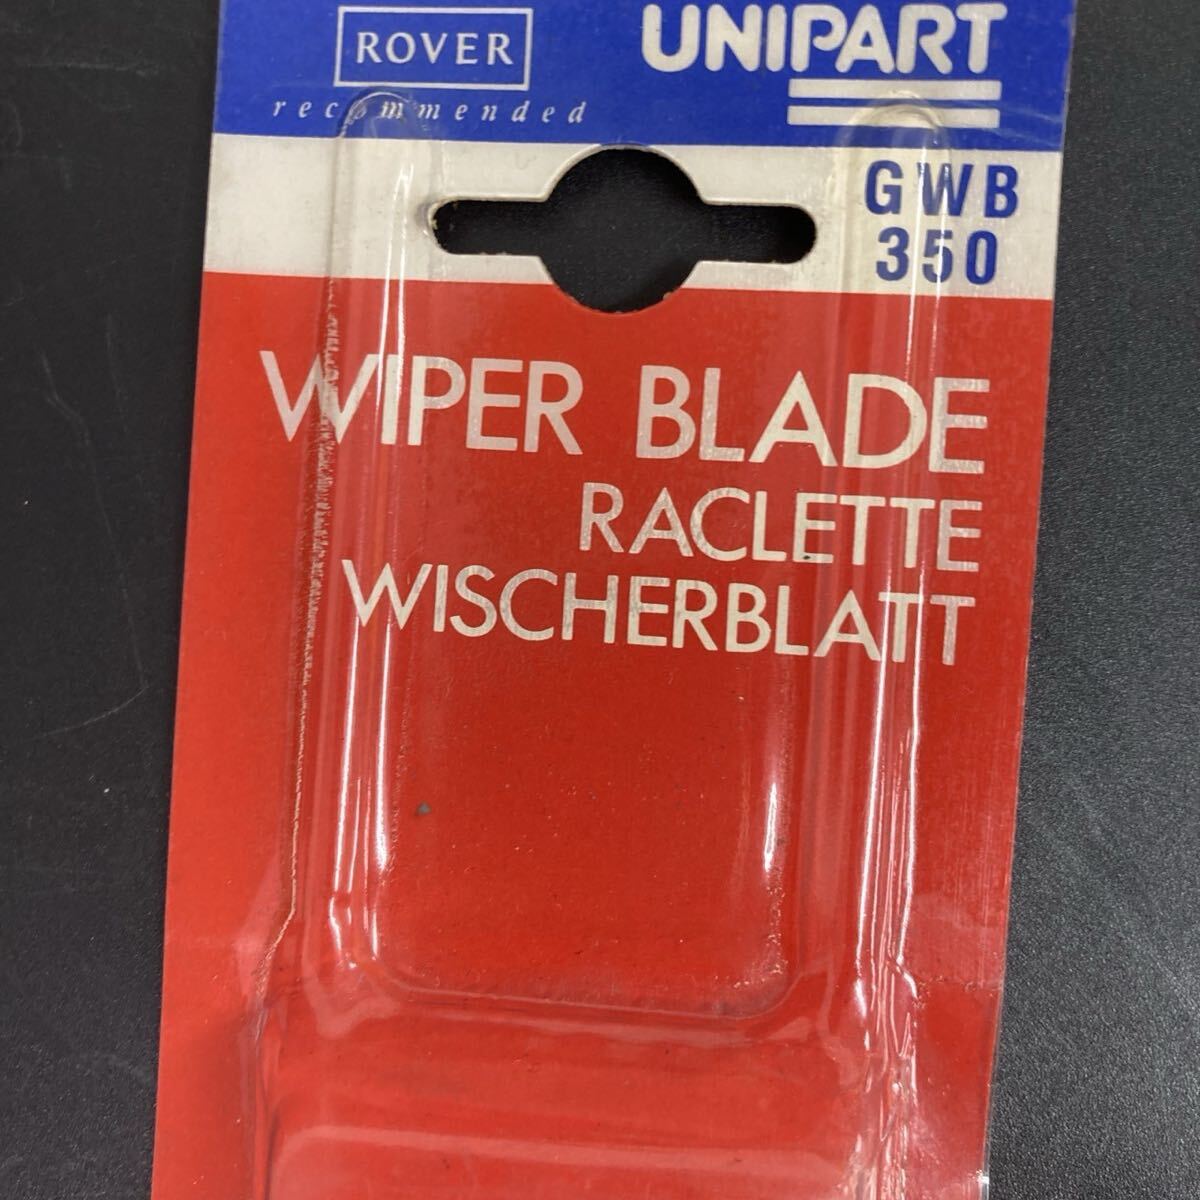 ROVER
recommended
UNIPART
GWB
350
WIPER BLADE
RACLETTE
WISCHERBLATT